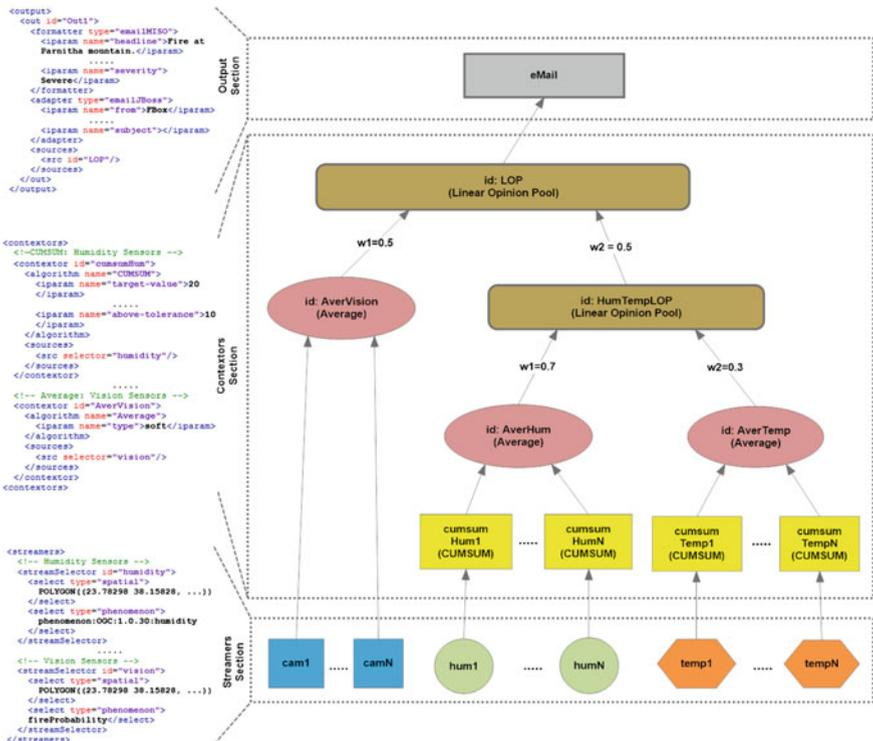 <output>
<out id="Out1">
<formatter type="emailMISO">
<iparam name="headline">Fire at
Parnitha mountain.</iparam>
.....
<iparam name="severity">
Severe</iparam>
</formatter>
<adapter type="emailJBoss">
<iparam name="from">FBox</iparam>
.....
<iparam name="subject"></iparam>
</adapter>
<sources>
<src id="LOP"/>
</sources>
</out>
</output>
<contextors>
<!-CUMSUM: Humidity Sensors -->
<contextor id="cumsumHum">
<algorithm name="CUMSUM">
<iparam name="target-value">20
</iparam>
.....
<iparam name="above-tolerance">10
</iparam>
</algorithm>
<sources>
<src selector="humidity"/>
</sources>
</contextor>
.....
<!-- Average: Vision Sensors -->
<contextor id="AverVision">
<algorithm name="Average">
<iparam name="type">soft</iparam>
</algorithm>
<sources>
<src selector="vision"/>
</sources>
</contextor>
<contextors>
<streamers>
<!-- Humidity Sensors -->
<streamSelector id="humidity">
<select type="spatial">
POLYGON((23.78298 38.15828, ...))
</select>
<select type="phenomenon">
phenomenon:OGC:1.0.30:humidity
</select>
</streamSelector>
.....
<!-- Vision Sensors -->
<streamSelector id="vision">
<select type="spatial">
POLYGON((23.78298 38.15828, ...))
</select>
<select type="phenomenon">
fireProbability</select>
</streamSelector>
</streamers>
Output
Section
eMail
Contextors
Section
id: LOP
(Linear Opinion Pool)
w1=0.5
w2 = 0.5
id: AverVision
(Average)
id: HumTempLOP
(Linear Opinion Pool)
w1=0.7
w2=0.3
id: AverHum
(Average)
id: AverTemp
(Average)
cumsum
Hum1
(CUMSUM)
.....
cumsum
HumN
(CUMSUM)
cumsum
Temp1
(CUMSUM)
.....
cumsum
TempN
(CUMSUM)
Streamers
Section
cam1
.....
camN
hum1
.....
humN
temp1
.....
tempN